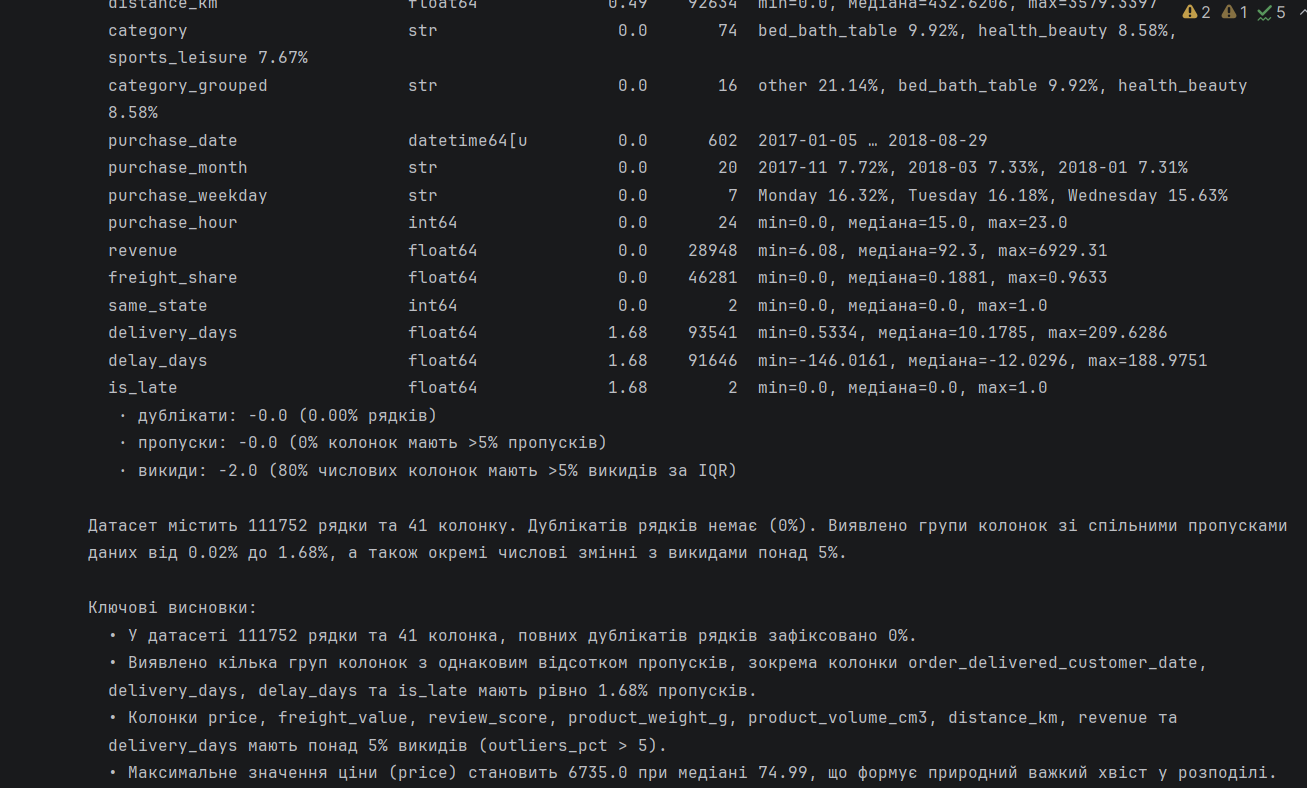 distance_km float64 0.49 92634 min=0.0, медіана=432.6206, max=3579.3397
2 1 5
category str 0.0 74 bed_bath_table 9.92%, health_beauty 8.58%,
sports_leisure 7.67%
category_grouped str 0.0 16 other 21.14%, bed_bath_table 9.92%, health_beauty
8.58%
purchase_date datetime64[u 0.0 602 2017-01-05 … 2018-08-29
purchase_month str 0.0 20 2017-11 7.72%, 2018-03 7.33%, 2018-01 7.31%
purchase_weekday str 0.0 7 Monday 16.32%, Tuesday 16.18%, Wednesday 15.63%
purchase_hour int64 0.0 24 min=0.0, медіана=15.0, max=23.0
revenue float64 0.0 28948 min=6.08, медіана=92.3, max=6929.31
freight_share float64 0.0 46281 min=0.0, медіана=0.1881, max=0.9633
same_state int64 0.0 2 min=0.0, медіана=0.0, max=1.0
delivery_days float64 1.68 93541 min=0.5334, медіана=10.1785, max=209.6286
delay_days float64 1.68 91646 min=-146.0161, медіана=-12.0296, max=188.9751
is_late float64 1.68 2 min=0.0, медіана=0.0, max=1.0
· дублікати: -0.0 (0.00% рядків)
· пропуски: -0.0 (0% колонок мають >5% пропусків)
· викиди: -2.0 (80% числових колонок мають >5% викидів за IQR)
Датасет містить 111752 рядки та 41 колонку. Дублікатів рядків немає (0%). Виявлено групи колонок зі спільними пропусками
даних від 0.02% до 1.68%, а також окремі числові змінні з викидами понад 5%.
Ключові висновки:
• У датасеті 111752 рядки та 41 колонка, повних дублікатів рядків зафіксовано 0%.
• Виявлено кілька груп колонок з однаковим відсотком пропусків, зокрема колонки order_delivered_customer_date,
delivery_days, delay_days та is_late мають рівно 1.68% пропусків.
• Колонки price, freight_value, review_score, product_weight_g, product_volume_cm3, distance_km, revenue та
delivery_days мають понад 5% викидів (outliers_pct > 5).
• Максимальне значення ціни (price) становить 6735.0 при медіані 74.99, що формує природний важкий хвіст у розподілі.